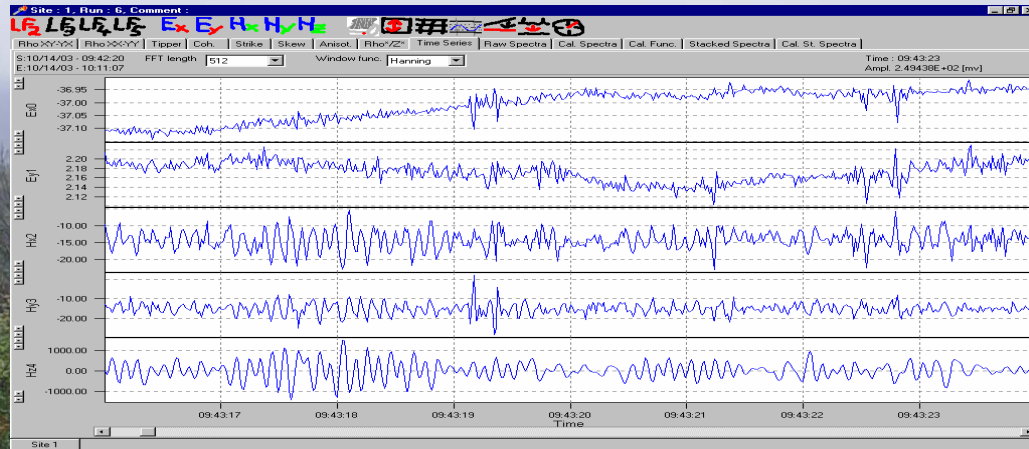 Site : 1, Run : 6, Comment :
LF2 LF3 LF4 LF5 Ex Ey Hx Hy Hz
Rho XY-YX Rho XX-YY Tipper Coh. Strike Skew Anisot. Rho*/Z* Time Series Raw Spectra Cal. Spectra Cal. Func. Stacked Spectra Cal. St. Spectra
S:10/14/03 - 09:42:20 FFT length 512 Window func. Hanning Time : 09:43:23
E:10/14/03 - 10:11:07 Ampl. 2.49438E+02 [mv]
Ex0
-36.95
-37.00
-37.05
-37.10
Ey1
2.20
2.18
2.16
2.14
2.12
Hx2
-10.00
-15.00
-20.00
Hy3
-10.00
-20.00
Hz4
1000.00
0.00
-1000.00
09:43:17 09:43:18 09:43:19 09:43:20 09:43:21 09:43:22 09:43:23
Time
Site 1